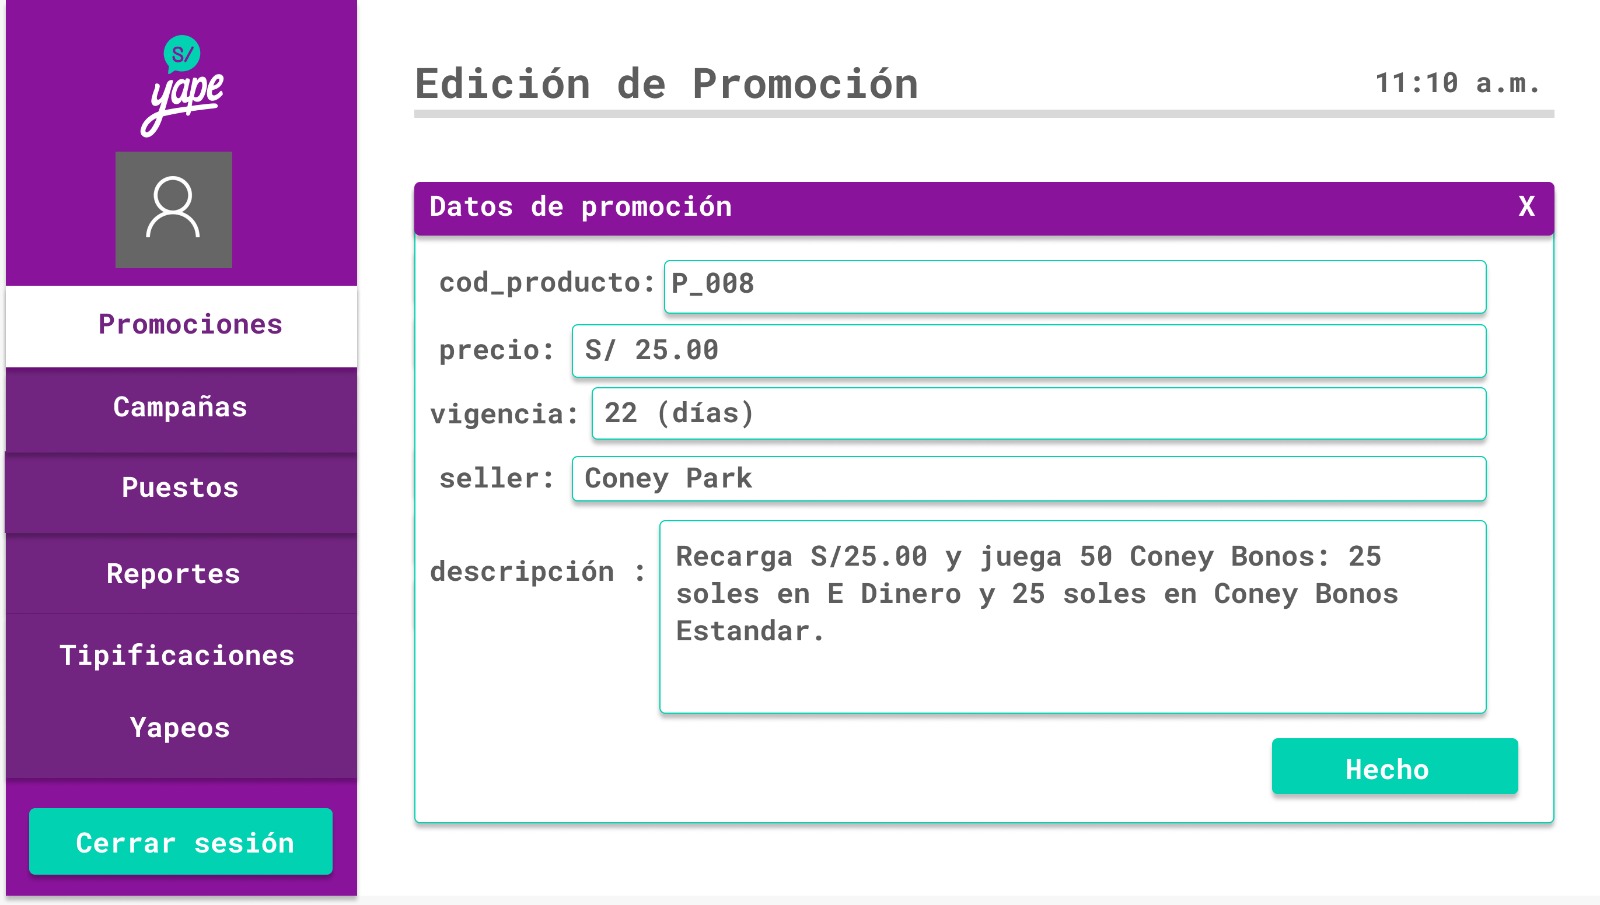 S/
yape
Promociones
Campañas
Puestos
Reportes
Tipificaciones
Yapeos
Cerrar sesión
Edición de Promoción
11:10 a.m.
Datos de promoción X
cod_producto: P_008
precio: S/ 25.00
vigencia: 22 (días)
seller: Coney Park
descripción : Recarga S/25.00 y juega 50 Coney Bonos: 25
soles en E Dinero y 25 soles en Coney Bonos
Estandar.
Hecho